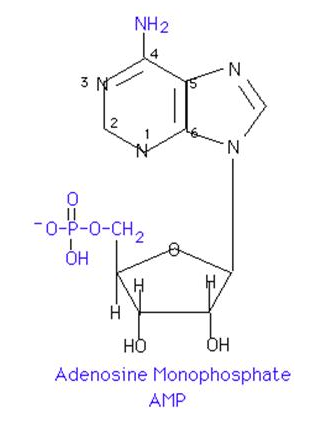 NH2
4
3 N
5 N
2
1
6
N
N
O
⁻O-P-O-CH2
OH
O
H H
H
HO OH
Adenosine Monophosphate
AMP